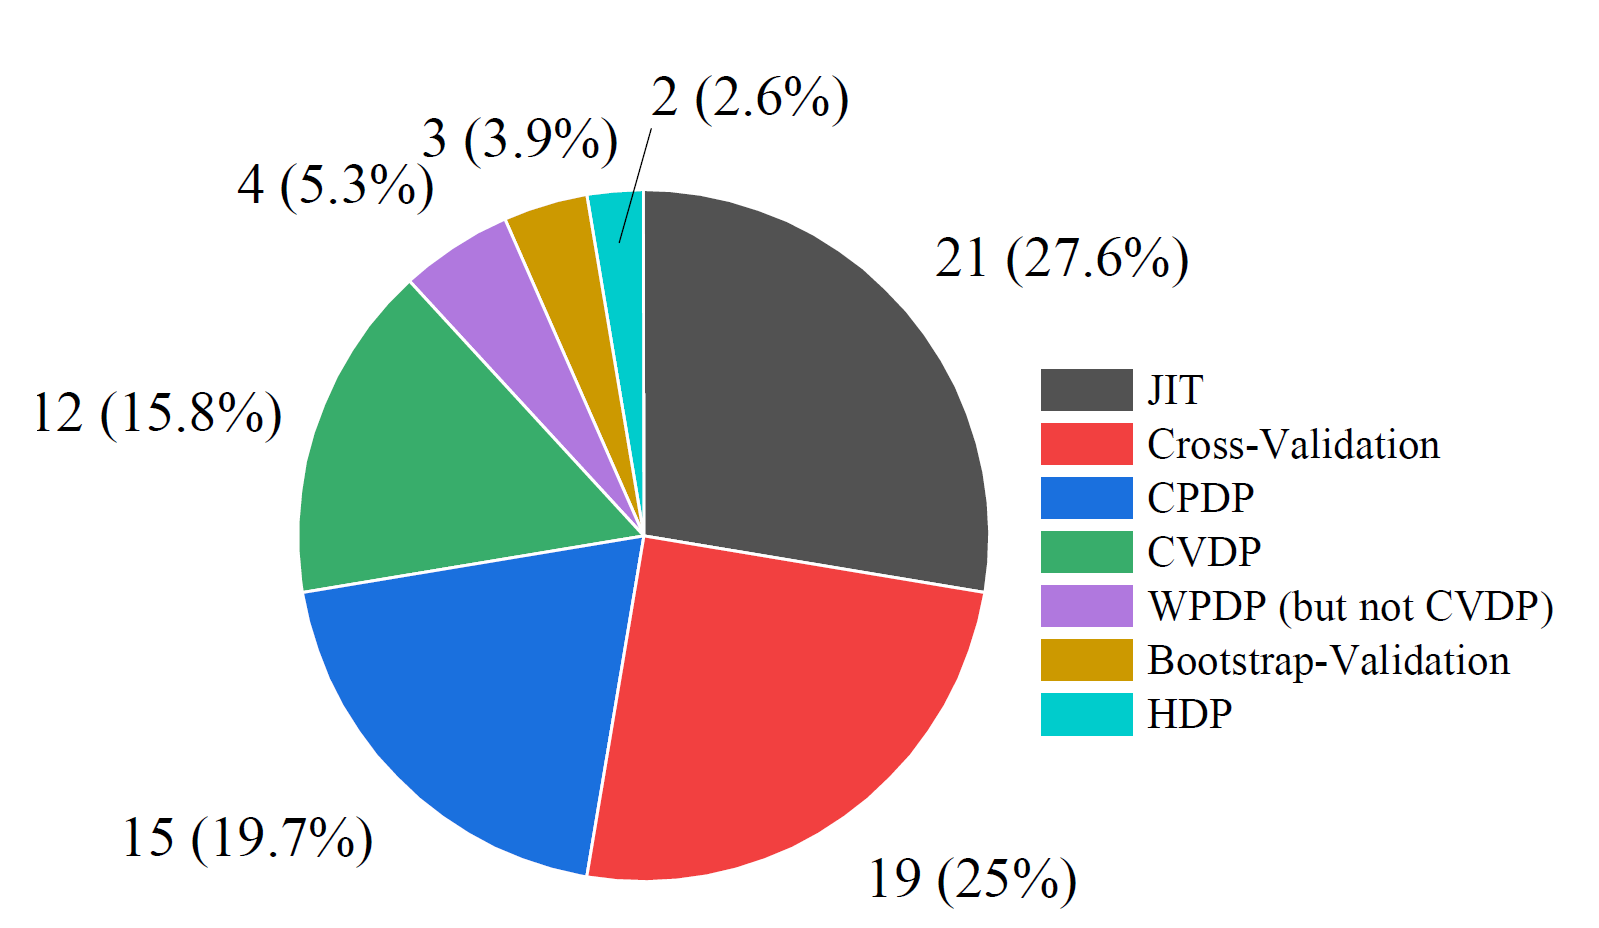 2 (2.6%)
3 (3.9%)
4 (5.3%)
21 (27.6%)
12 (15.8%)
15 (19.7%)
19 (25%)
JIT
Cross-Validation
CPDP
CVDP
WPDP (but not CVDP)
Bootstrap-Validation
HDP